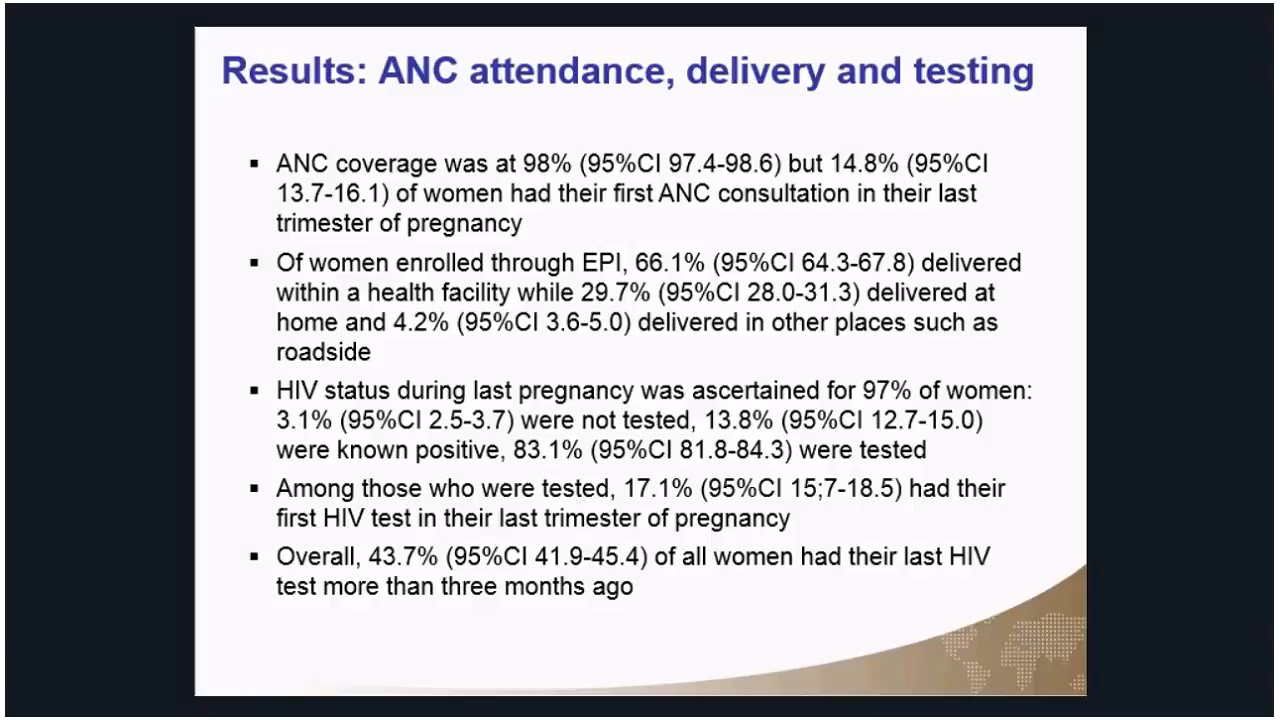 Results: ANC attendance, delivery and testing
▪ ANC coverage was at 98% (95%CI 97.4-98.6) but 14.8% (95%CI
13.7-16.1) of women had their first ANC consultation in their last
trimester of pregnancy
▪ Of women enrolled through EPI, 66.1% (95%CI 64.3-67.8) delivered
within a health facility while 29.7% (95%CI 28.0-31.3) delivered at
home and 4.2% (95%CI 3.6-5.0) delivered in other places such as
roadside
▪ HIV status during last pregnancy was ascertained for 97% of women:
3.1% (95%CI 2.5-3.7) were not tested, 13.8% (95%CI 12.7-15.0)
were known positive, 83.1% (95%CI 81.8-84.3) were tested
▪ Among those who were tested, 17.1% (95%CI 15;7-18.5) had their
first HIV test in their last trimester of pregnancy
▪ Overall, 43.7% (95%CI 41.9-45.4) of all women had their last HIV
test more than three months ago